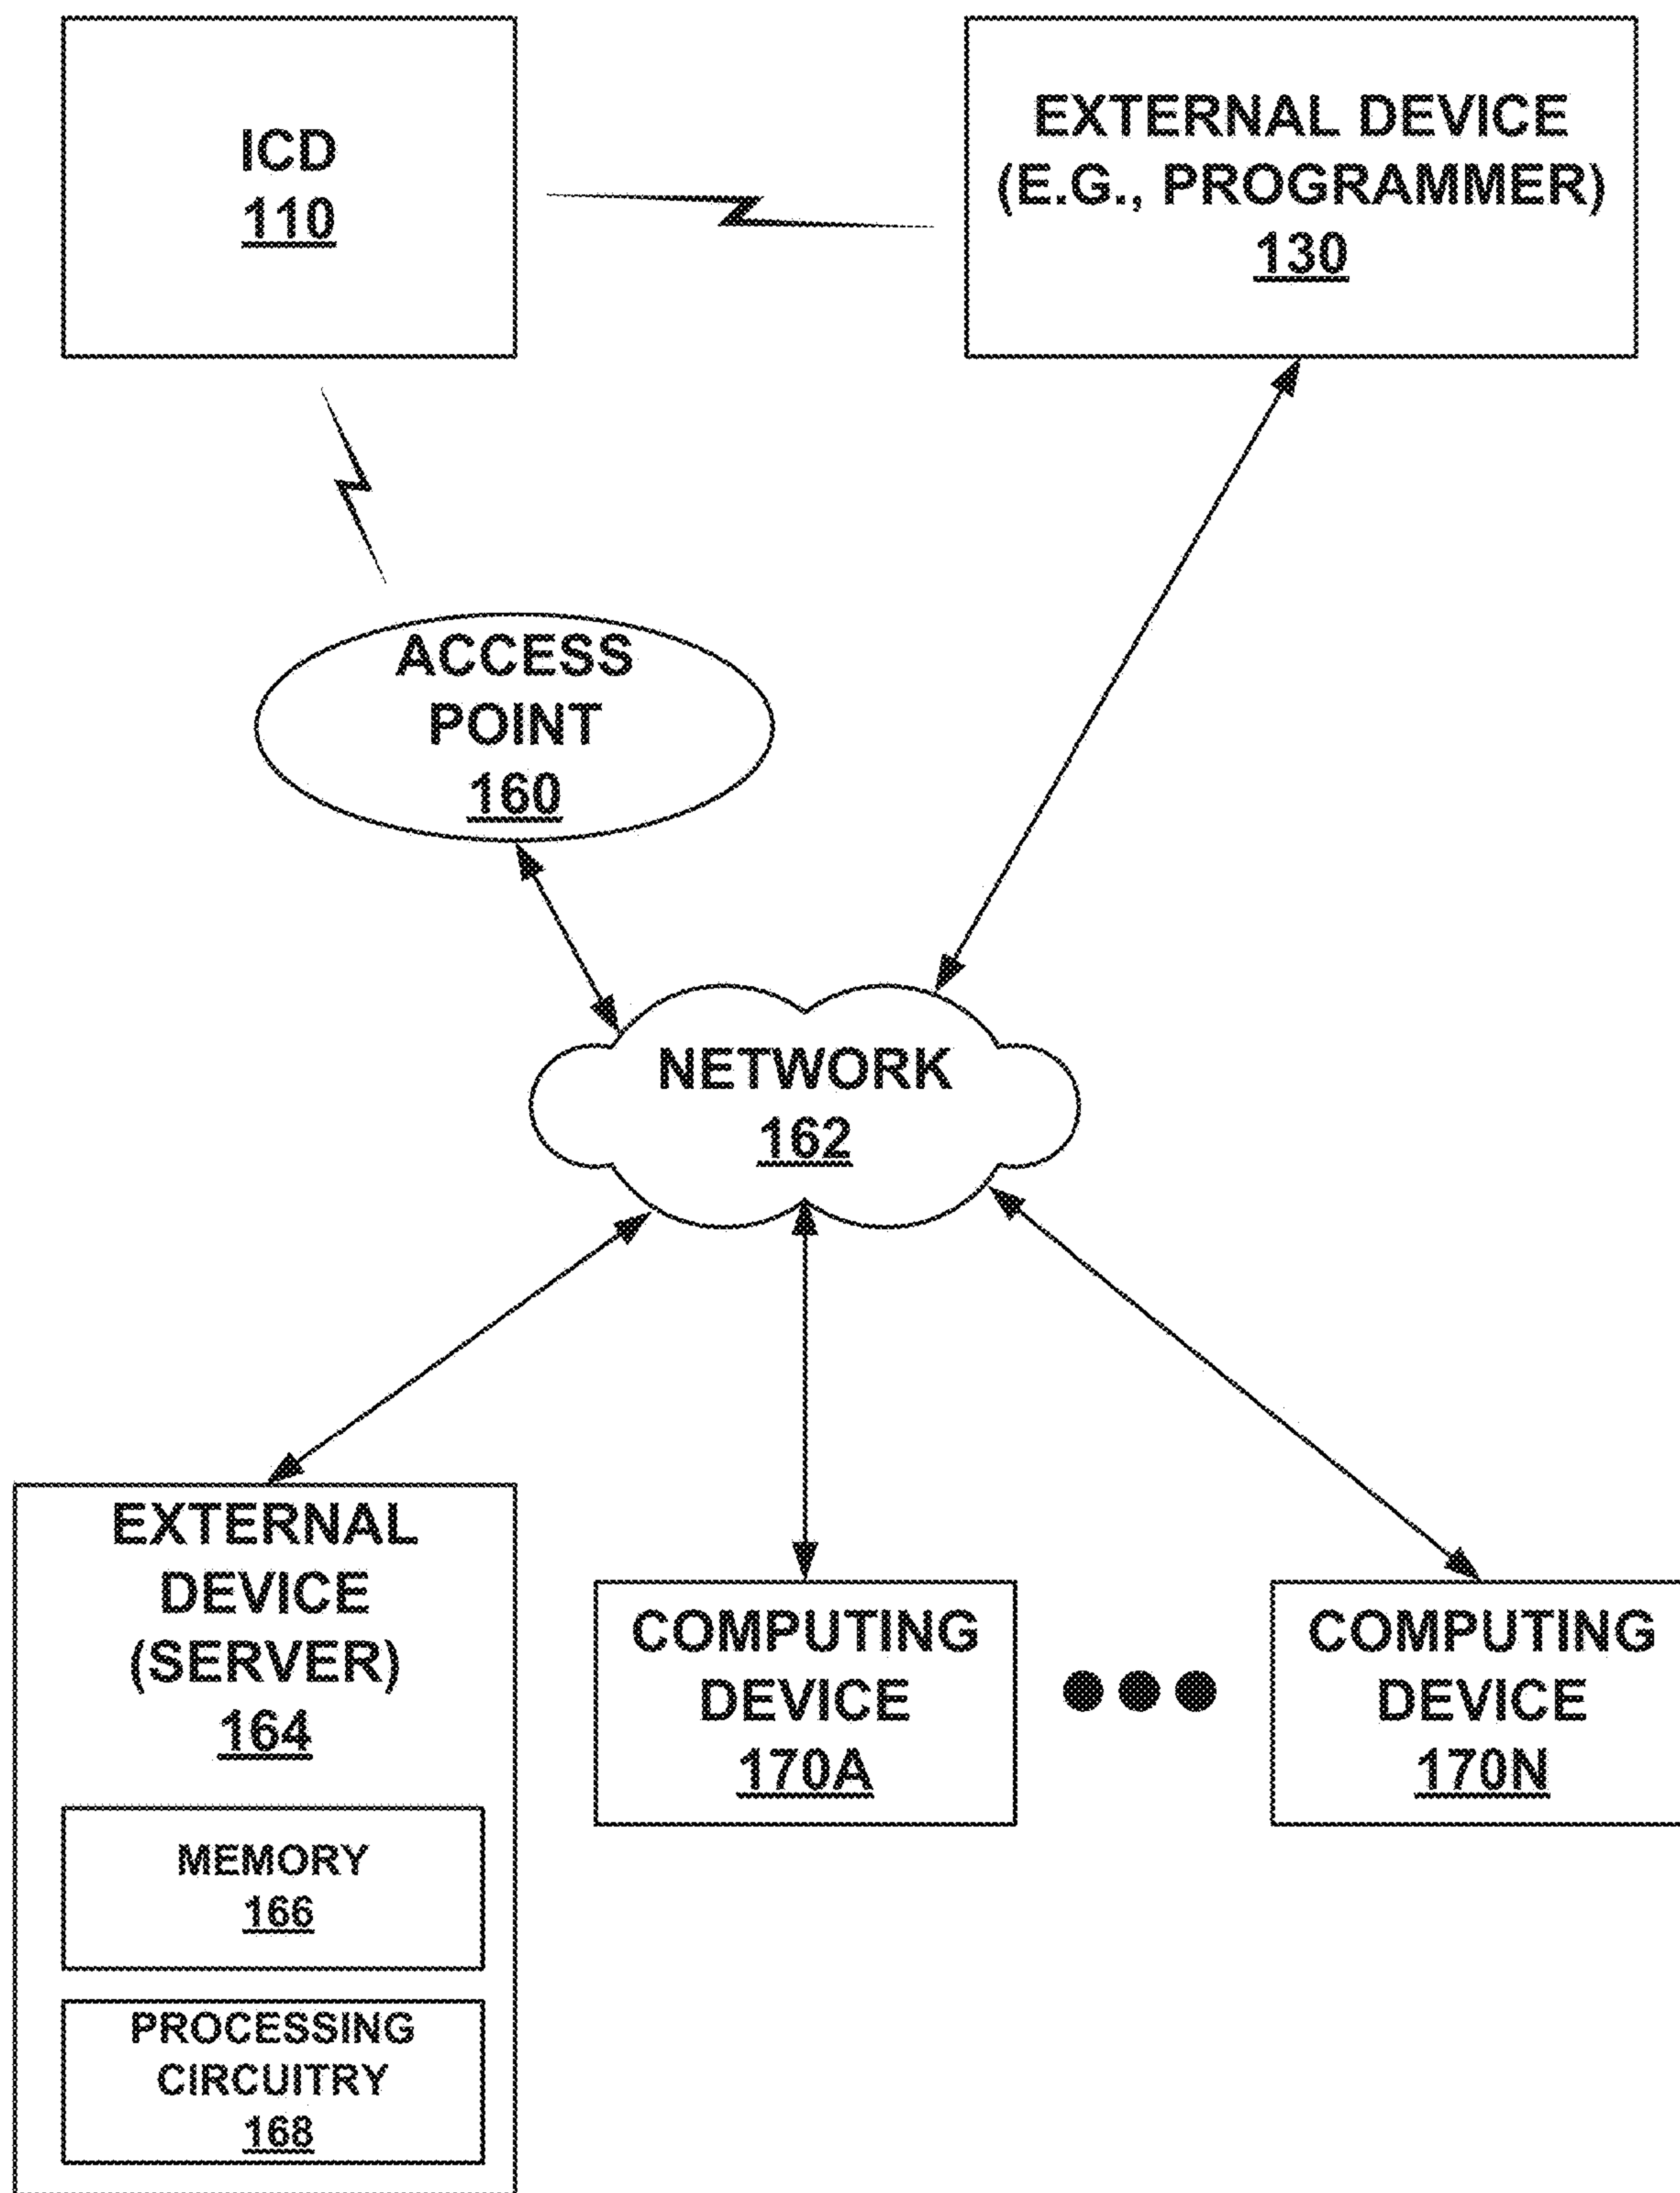 ICD
110
EXTERNAL DEVICE
(E.G., PROGRAMMER)
130
ACCESS
POINT
160
NETWORK
162
EXTERNAL
DEVICE
(SERVER)
164
MEMORY
166
PROCESSING
CIRCUITRY
168
COMPUTING
DEVICE
170A
COMPUTING
DEVICE
170N